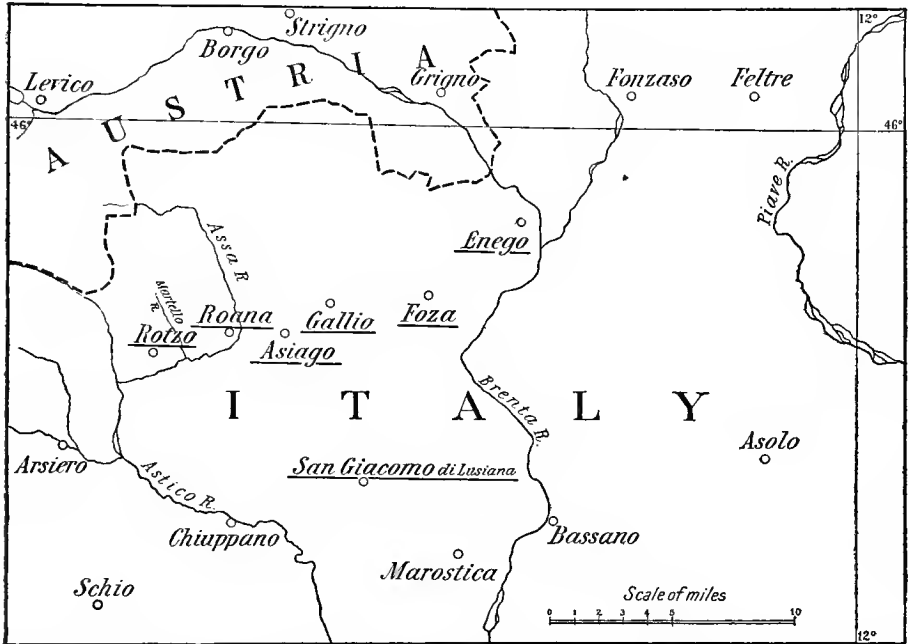 12°
Strigno
Borgo
AUSTRIA
Levico
Grigno
Fonzaso
Feltre
46°
46°
Piave R.
Assa R
Enego
Martello R
Roana
Gallio
Foza
Rotzo
Asiago
ITALY
Brenta R.
Arsiero
Astico R.
San Giacomo di Lusiana
Asolo
Chiuppano
Bassano
Marostica
Schio
Scale of miles
0 1 2 3 4 5 10
12°